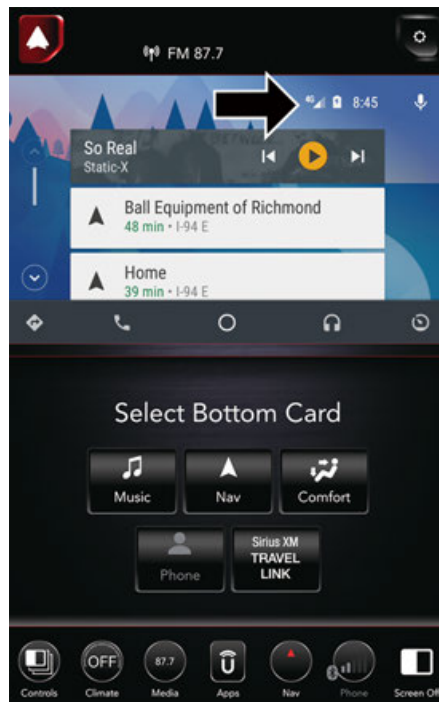 FM 87.7
4G 8:45
So Real
Static-X
Ball Equipment of Richmond
48 min • I-94 E
Home
39 min • I-94 E
Select Bottom Card
Music Nav Comfort
Phone
Sirius XM
TRAVEL
LINK
OFF 87.7
Controls Climate Media Apps Nav Phone Screen Off